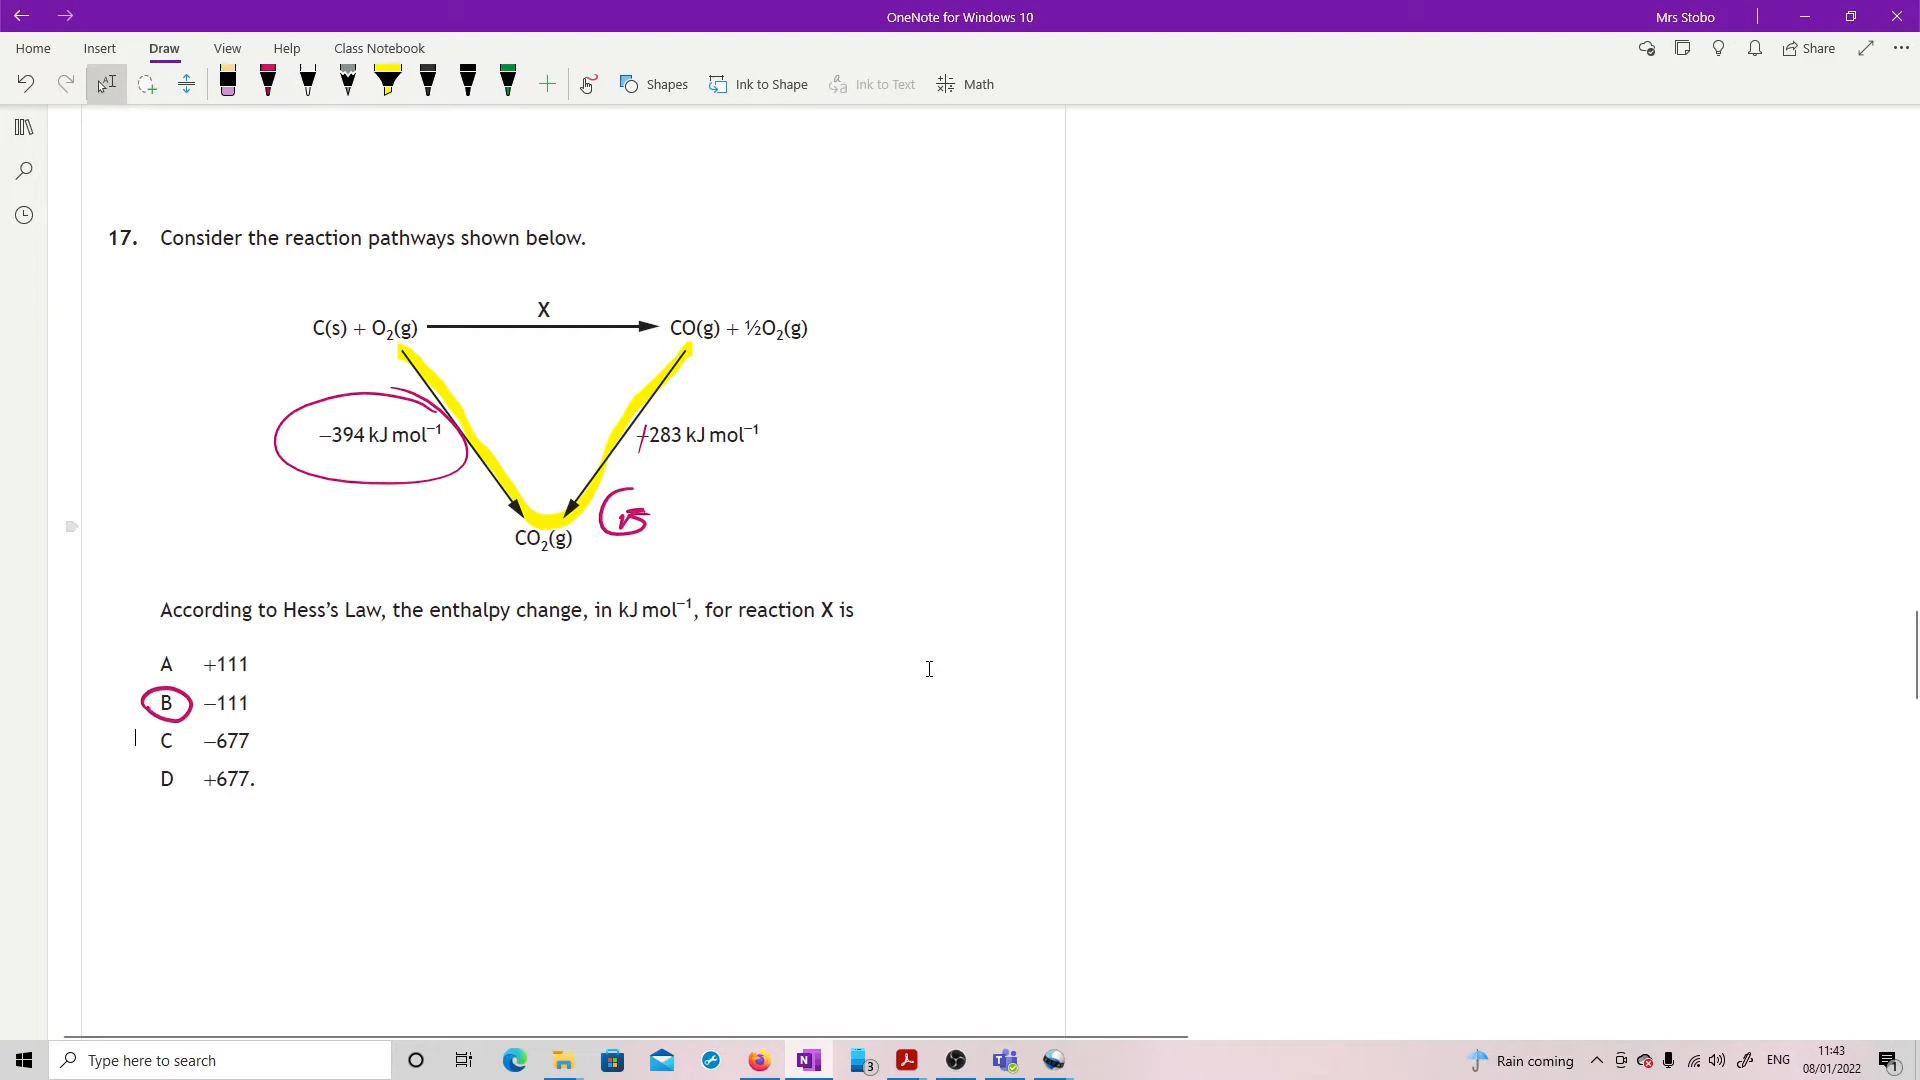 OneNote for Windows 10
Mrs Stobo
Home Insert Draw View Help Class Notebook
Share
Shapes Ink to Shape Ink to Text Math
17. Consider the reaction pathways shown below.
X
C(s) + O₂(g) CO(g) + ½O₂(g)
−394 kJ mol⁻¹ −283 kJ mol⁻¹
CO₂(g)
According to Hess’s Law, the enthalpy change, in kJ mol⁻¹, for reaction X is
A +111
B −111
C −677
D +677.
Type here to search
3
Rain coming
ENG
11:43
08/01/2022
1